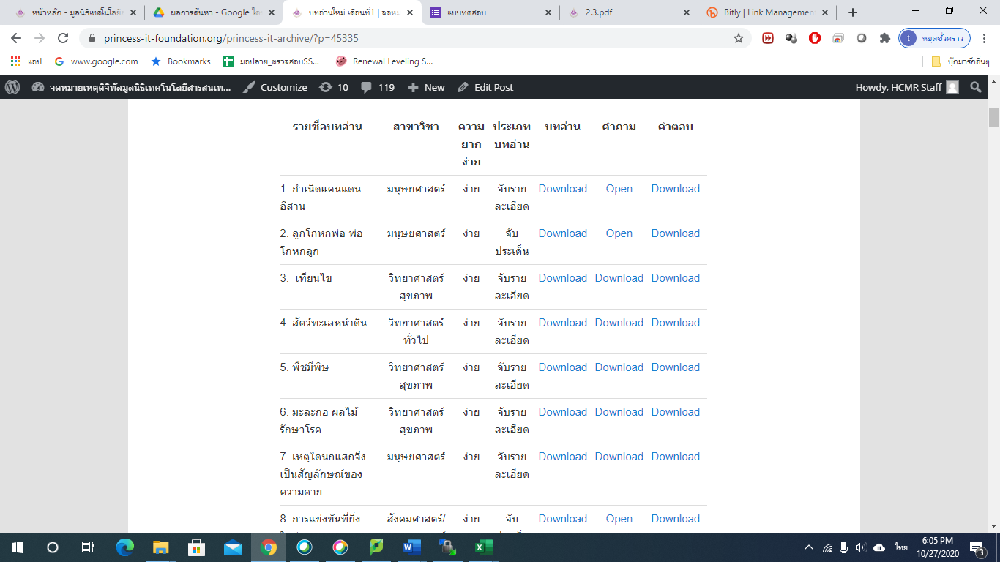 หน้าหลัก - มูลนิธิเทคโนโลยีส
ผลการค้นหา - Google ได
บทอ่านใหม่ เดือนที่1 | จดหม
แบบทดสอบ
2.3.pdf
Bitly | Link Managemen
princess-it-foundation.org/princess-it-archive/?p=45335
t หยุดชั่วคราว
แอป
www.google.com
Bookmarks
มอปลาย_ตรวจสอบSS...
Renewal Leveling S...
บุ๊กมาร์กอื่นๆ
จดหมายเหตุดิจิทัลมูลนิธิเทคโนโลยีสารสนเท...
Customize
10
119
New
Edit Post
Howdy, HCMR Staff
รายชื่อบทอ่าน สาขาวิชา ความ ประเภท บทอ่าน คำถาม คำตอบ
ยาก บทอ่าน
ง่าย
1. กำเนิดแคนแดน มนุษยศาสตร์ ง่าย จับราย Download Open Download
อีสาน ละเอียด
2. ลูกโกหกพ่อ พ่อ มนุษยศาสตร์ ง่าย จับ Download Open Download
โกหกลูก ประเด็น
3. เทียนไข วิทยาศาสตร์ ง่าย จับราย Download Download Download
สุขภาพ ละเอียด
4. สัตว์ทะเลหน้าดิน วิทยาศาสตร์ ง่าย จับราย Download Download Download
ทั่วไป ละเอียด
5. พืชมีพิษ วิทยาศาสตร์ ง่าย จับราย Download Download Download
สุขภาพ ละเอียด
6. มะละกอ ผลไม้ วิทยาศาสตร์ ง่าย จับราย Download Download Download
รักษาโรค สุขภาพ ละเอียด
7. เหตุใดนกแสกจึง มนุษยศาสตร์ ง่าย จับราย Download Download Download
เป็นสัญลักษณ์ของ ละเอียด
ความตาย
8. การแข่งขันที่ยิ่ง สังคมศาสตร์/ ง่าย จับ Download Open Download
ไทย
6:05 PM
10/27/2020
3